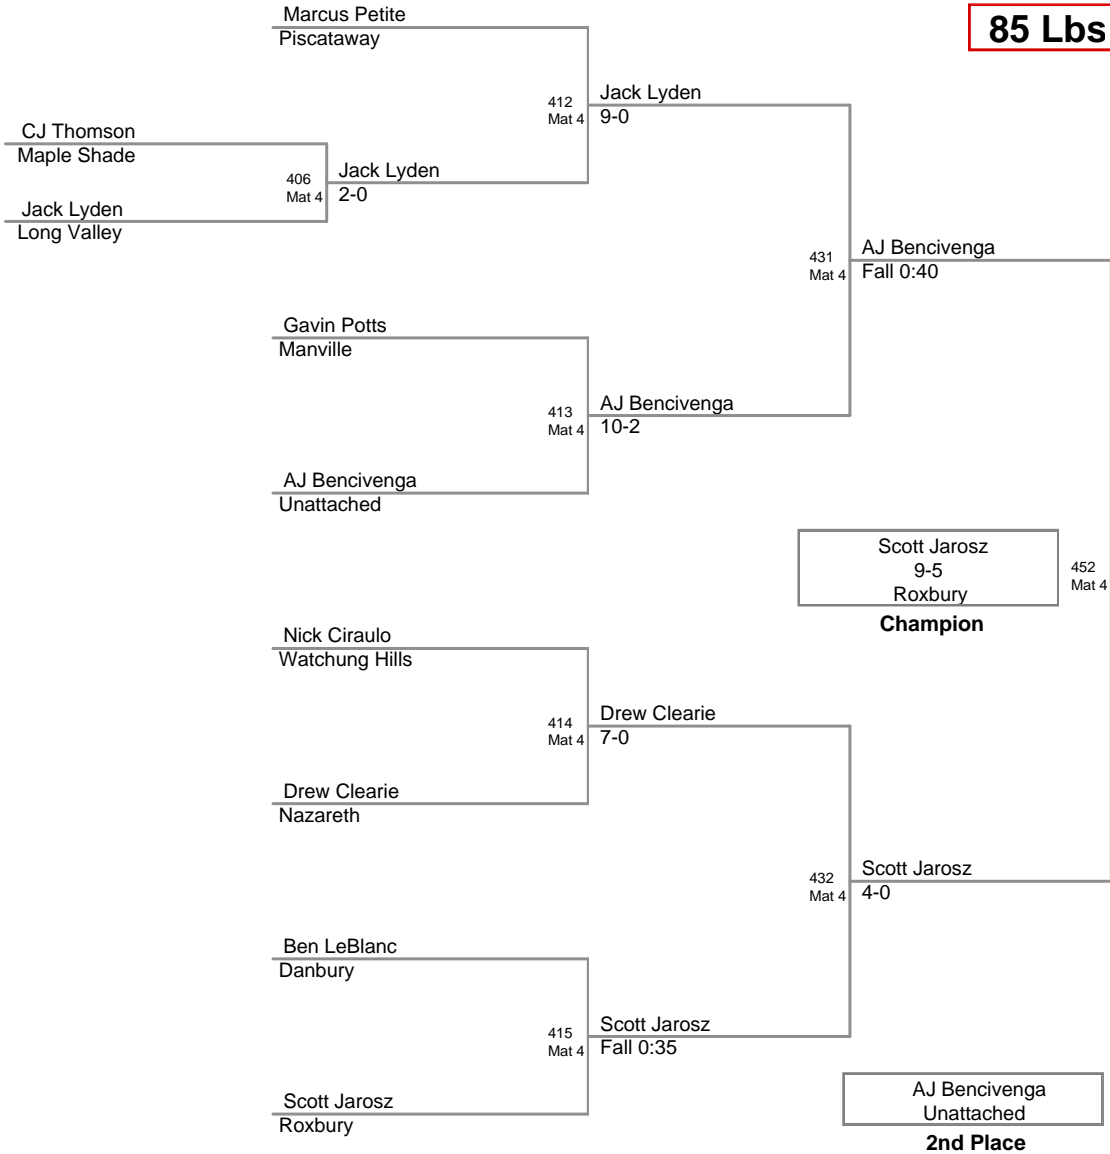 85 Lbs
Marcus Petite
Piscataway
412
Mat 4
Jack Lyden
9-0
CJ Thomson
Maple Shade
406
Mat 4
Jack Lyden
2-0
Jack Lyden
Long Valley
431
Mat 4
AJ Bencivenga
Fall 0:40
Gavin Potts
Manville
413
Mat 4
AJ Bencivenga
10-2
AJ Bencivenga
Unattached
Scott Jarosz
9-5
Roxbury
Champion
452
Mat 4
Nick Ciraulo
Watchung Hills
414
Mat 4
Drew Clearie
7-0
Drew Clearie
Nazareth
432
Mat 4
Scott Jarosz
4-0
Ben LeBlanc
Danbury
415
Mat 4
Scott Jarosz
Fall 0:35
Scott Jarosz
Roxbury
AJ Bencivenga
Unattached
2nd Place